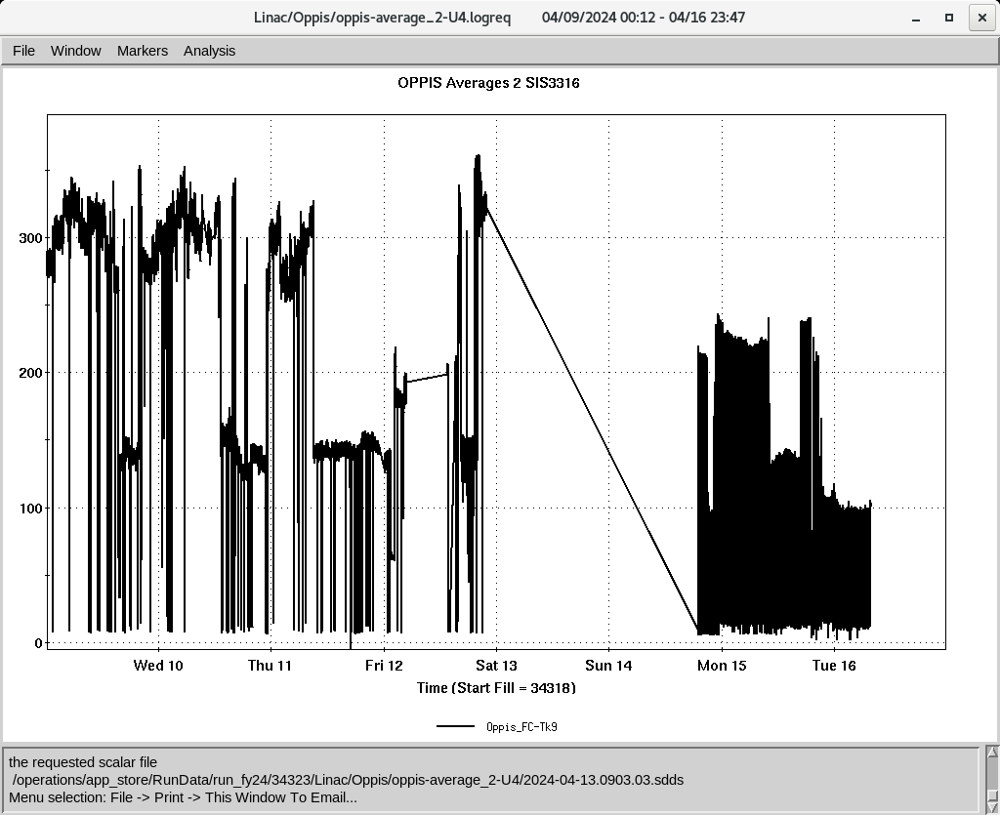 Linac/Oppis/oppis-average_2-U4.logreq 04/09/2024 00:12 - 04/16 23:47
File Window Markers Analysis
OPPIS Averages 2 SIS3316
300
200
100
0
Wed 10 Thu 11 Fri 12 Sat 13 Sun 14 Mon 15 Tue 16
Time (Start Fill = 34318)
Oppis_FC-Tk9
the requested scalar file
/operations/app_store/RunData/run_fy24/34323/Linac/Oppis/oppis-average_2-U4/2024-04-13.0903.03.sdds
Menu selection: File -> Print -> This Window To Email...